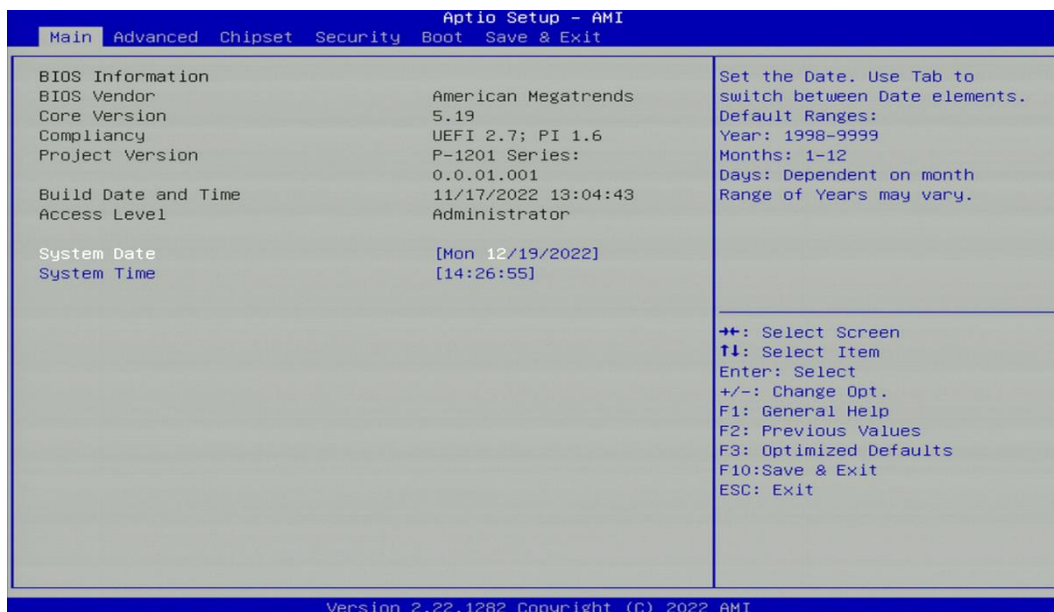 Aptio Setup – AMI
Main Advanced Chipset Security Boot Save & Exit
BIOS Information
BIOS Vendor American Megatrends
Core Version 5.19
Compliancy UEFI 2.7; PI 1.6
Project Version P-1201 Series:
0.0.01.001
Build Date and Time 11/17/2022 13:04:43
Access Level Administrator
System Date [Mon 12/19/2022]
System Time [14:26:55]
Set the Date. Use Tab to
switch between Date elements.
Default Ranges:
Year: 1998-9999
Months: 1-12
Days: Dependent on month
Range of Years may vary.
→←: Select Screen
↑↓: Select Item
Enter: Select
+/-: Change Opt.
F1: General Help
F2: Previous Values
F3: Optimized Defaults
F10:Save & Exit
ESC: Exit
Version 2.22.1282 Copyright (C) 2022 AMI